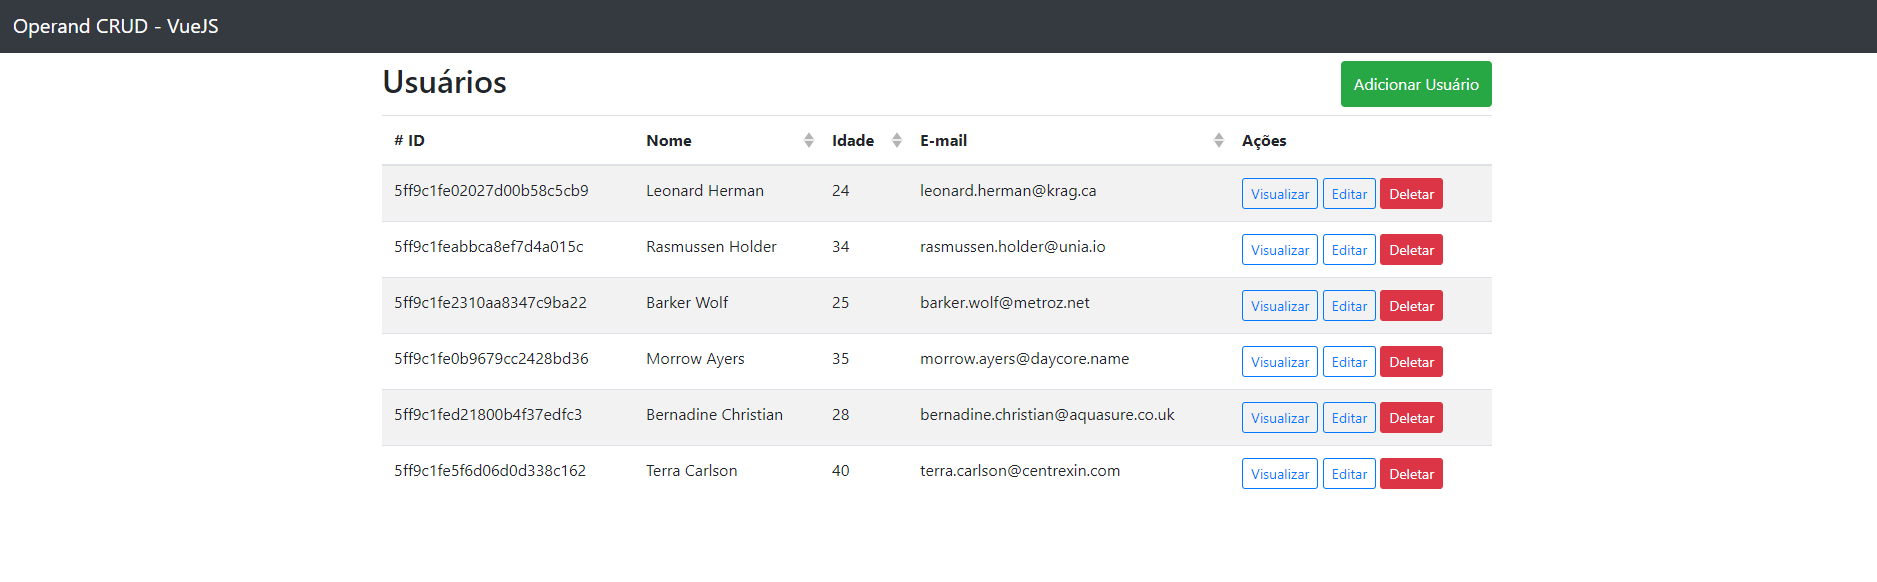 Operand CRUD - VueJS
Usuários
Adicionar Usuário
# ID Nome Idade E-mail Ações
5ff9c1fe02027d00b58c5cb9 Leonard Herman 24 leonard.herman@krag.ca Visualizar Editar Deletar
5ff9c1feabbca8ef7d4a015c Rasmussen Holder 34 rasmussen.holder@unia.io Visualizar Editar Deletar
5ff9c1fe2310aa8347c9ba22 Barker Wolf 25 barker.wolf@metroz.net Visualizar Editar Deletar
5ff9c1fe0b9679cc2428bd36 Morrow Ayers 35 morrow.ayers@daycore.name Visualizar Editar Deletar
5ff9c1fed21800b4f37edfc3 Bernadine Christian 28 bernadine.christian@aquasure.co.uk Visualizar Editar Deletar
5ff9c1fe5f6d06d0d338c162 Terra Carlson 40 terra.carlson@centrexin.com Visualizar Editar Deletar